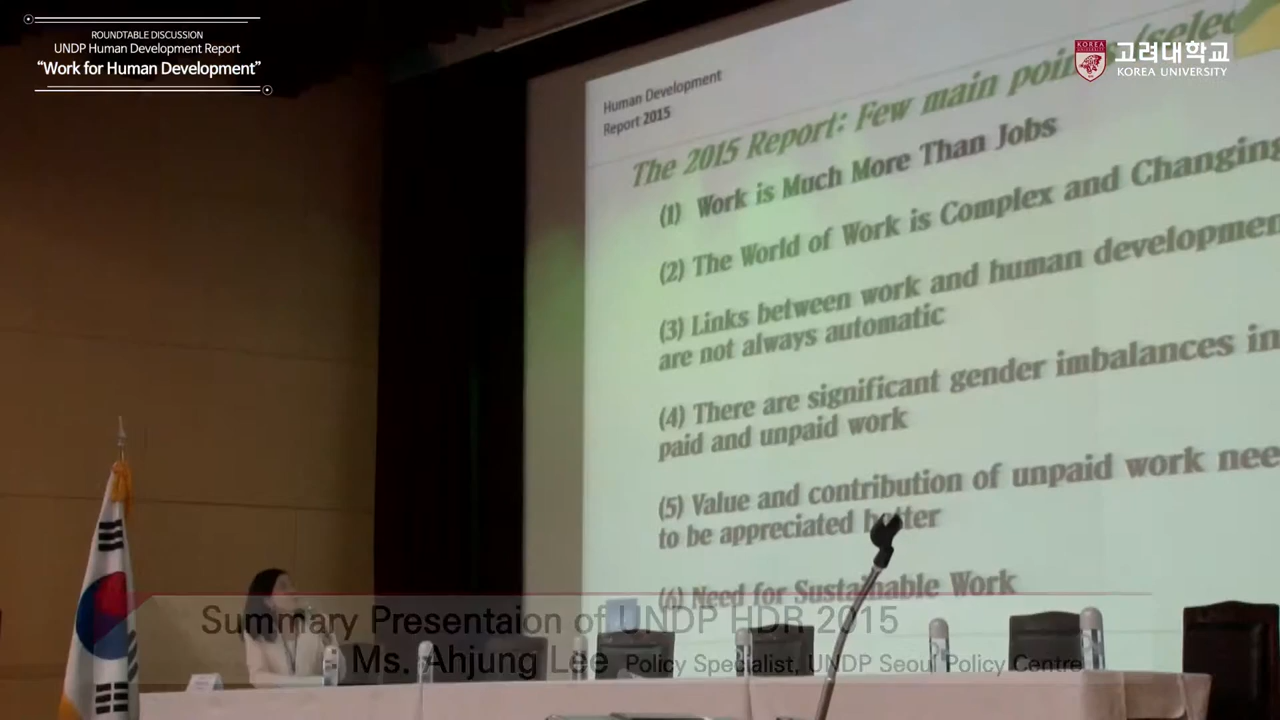 ROUNDTABLE DISCUSSION
UNDP Human Development Report
“Work for Human Development”
고려대학교
KOREA UNIVERSITY
KOREA
Human Development
Report 2015
The 2015 Report: Few main points (selec
(1) Work is Much More Than Jobs
(2) The World of Work is Complex and Changing
(3) Links between work and human developmen
are not always automatic
(4) There are significant gender imbalances in
paid and unpaid work
(5) Value and contribution of unpaid work nee
to be appreciated better
(6) Need for Sustainable Work
Summary Presentaion of UNDP HDR 2015
Ms. Ahjung Lee Policy Specialist, UNDP Seoul Policy Centre